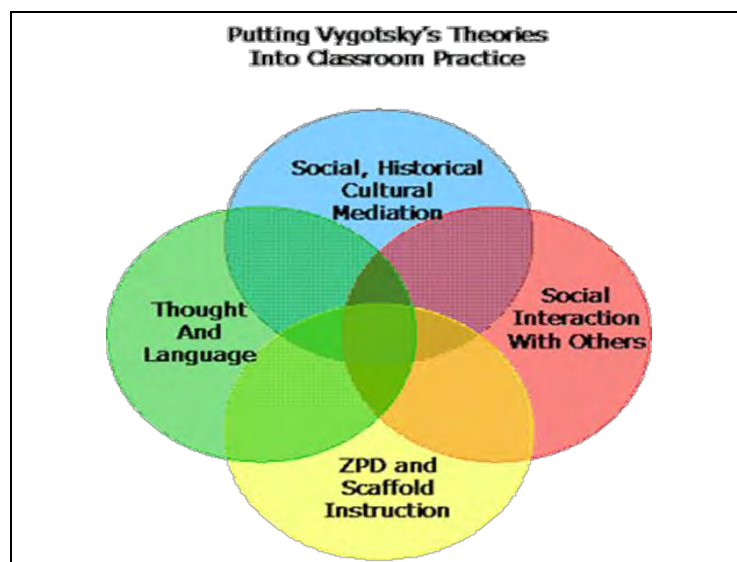 Putting Vygotsky's Theories
Into Classroom Practice
Social, Historical
Cultural
Mediation
Thought
And
Language
Social
Interaction
With Others
ZPD and
Scaffold
Instruction